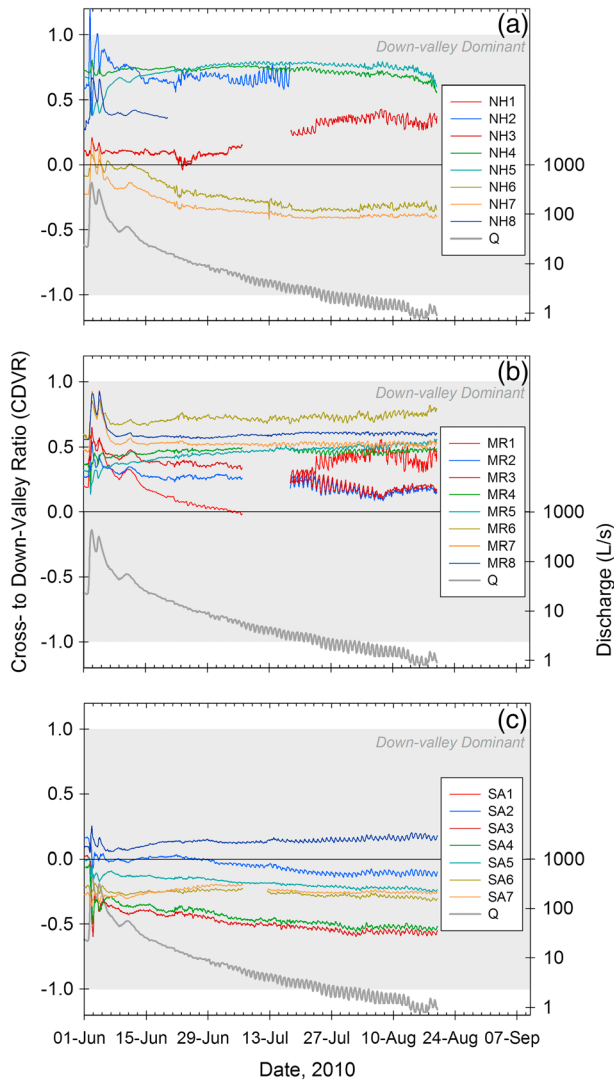 (a)
Down-valley Dominant
1.0
0.5
0.0
-0.5
-1.0
NH1
NH2
NH3
NH4
NH5
NH6
NH7
NH8
Q
1000
100
10
1
(b)
Down-valley Dominant
1.0
0.5
0.0
-0.5
-1.0
MR1
MR2
MR3
MR4
MR5
MR6
MR7
MR8
Q
1000
100
10
1
Cross- to Down-Valley Ratio (CDVR)
Discharge (L/s)
(c)
Down-valley Dominant
1.0
0.5
0.0
-0.5
-1.0
SA1
SA2
SA3
SA4
SA5
SA6
SA7
Q
1000
100
10
1
01-Jun 15-Jun 29-Jun 13-Jul 27-Jul 10-Aug 24-Aug 07-Sep
Date, 2010